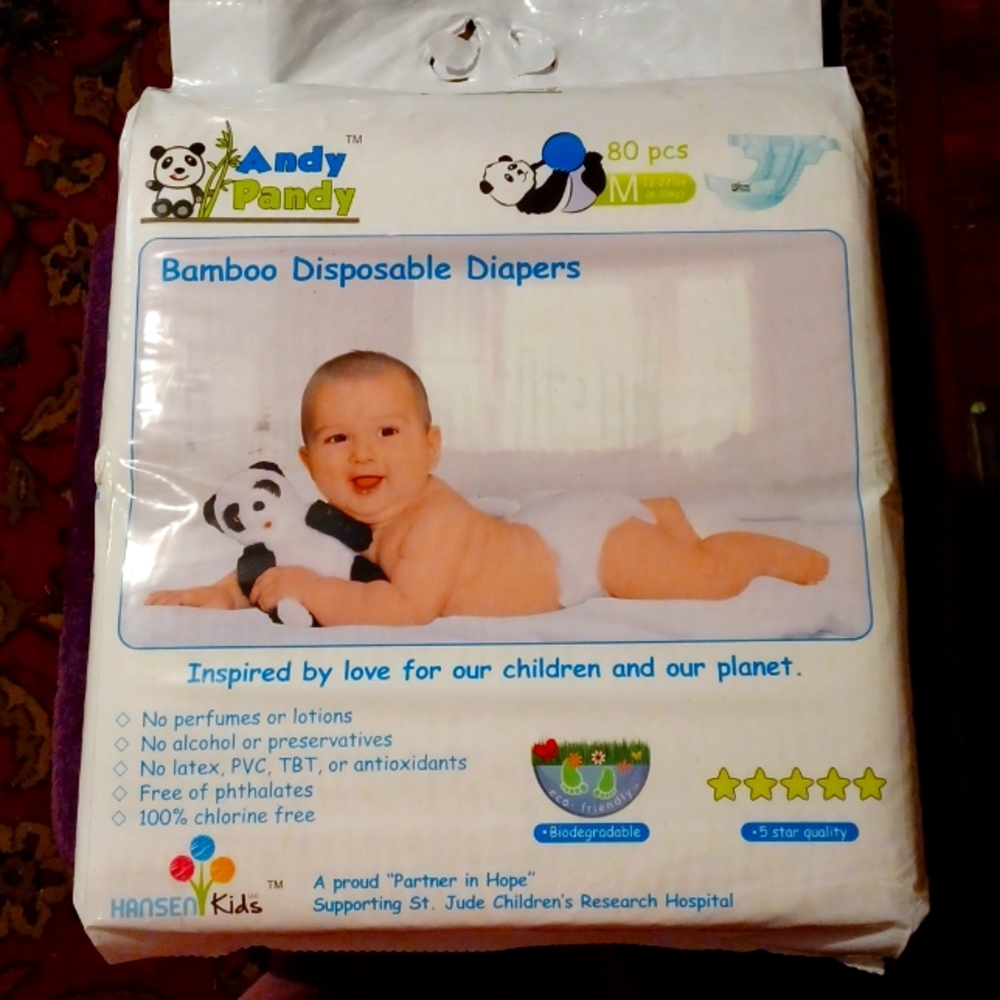 Andy TM
Pandy
80 pcs
M
Bamboo Disposable Diapers
Inspired by love for our children and our planet.
◇ No perfumes or lotions
◇ No alcohol or preservatives
◇ No latex, PVC, TBT, or antioxidants
◇ Free of phthalates
◇ 100% chlorine free
eco-friendly
•Biodegradable
•5 star quality
HANSEN Kids TM
A proud "Partner in Hope"
Supporting St. Jude Children's Research Hospital